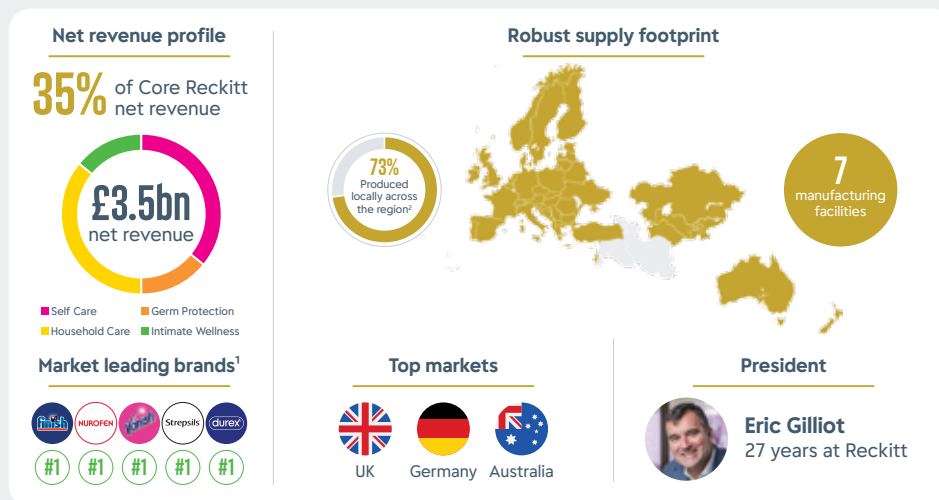 Net revenue profile
35% of Core Reckitt
net revenue
£3.5bn
net revenue
Self Care
Germ Protection
Household Care
Intimate Wellness
Market leading brands¹
finish
NUROFEN
Vanish
Strepsils
durex
#1
#1
#1
#1
#1
Robust supply footprint
73%
Produced
locally across
the region²
7
manufacturing
facilities
Top markets
UK
Germany
Australia
President
Eric Gilliot
27 years at Reckitt